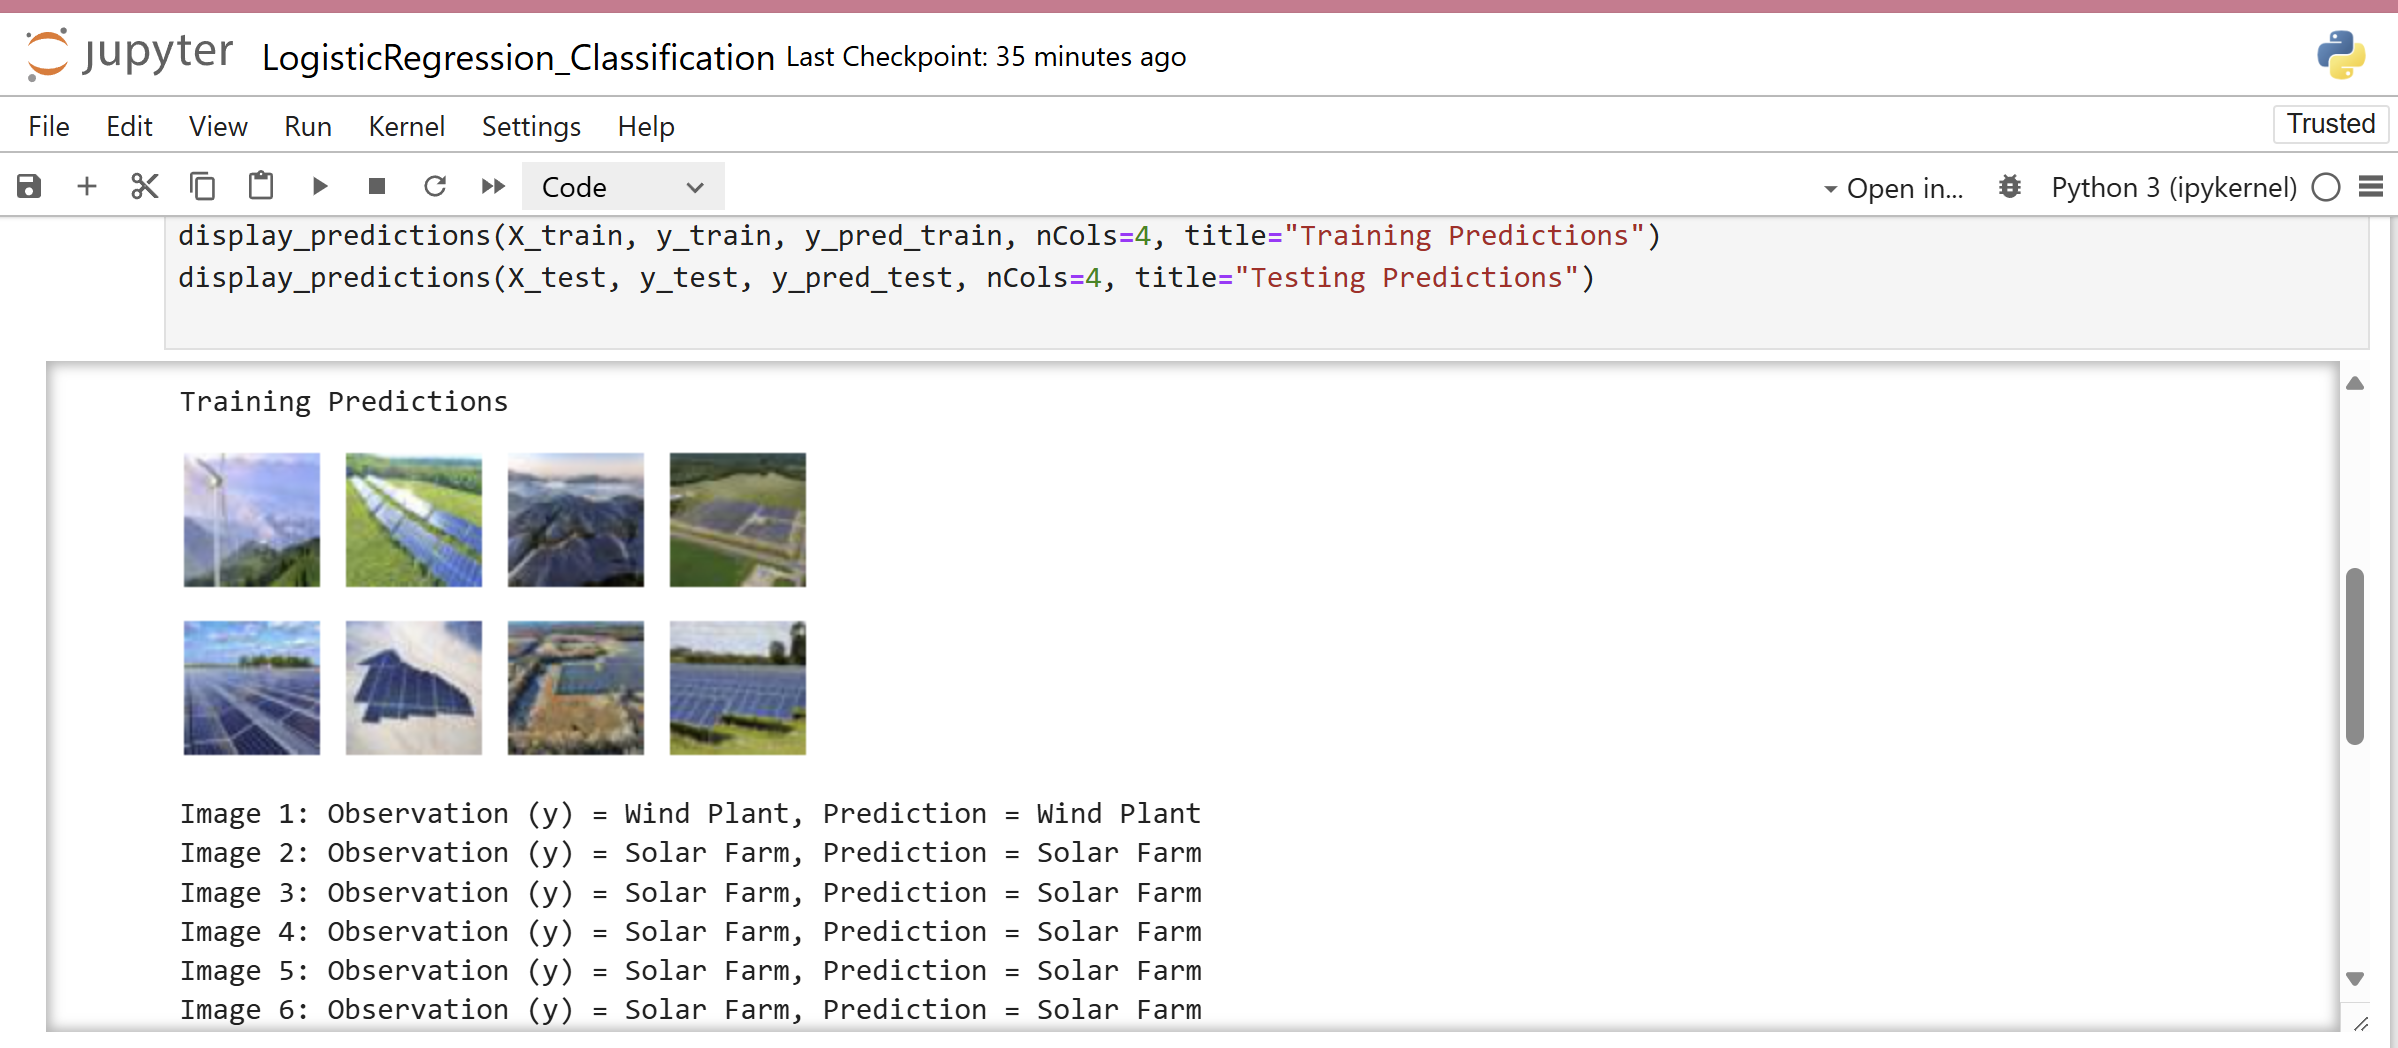 jupyter LogisticRegression_Classification Last Checkpoint: 35 minutes ago
File Edit View Run Kernel Settings Help Trusted
Code Open in... Python 3 (ipykernel)
display_predictions(X_train, y_train, y_pred_train, nCols=4, title="Training Predictions")
display_predictions(X_test, y_test, y_pred_test, nCols=4, title="Testing Predictions")
Training Predictions
Image 1: Observation (y) = Wind Plant, Prediction = Wind Plant
Image 2: Observation (y) = Solar Farm, Prediction = Solar Farm
Image 3: Observation (y) = Solar Farm, Prediction = Solar Farm
Image 4: Observation (y) = Solar Farm, Prediction = Solar Farm
Image 5: Observation (y) = Solar Farm, Prediction = Solar Farm
Image 6: Observation (y) = Solar Farm, Prediction = Solar Farm